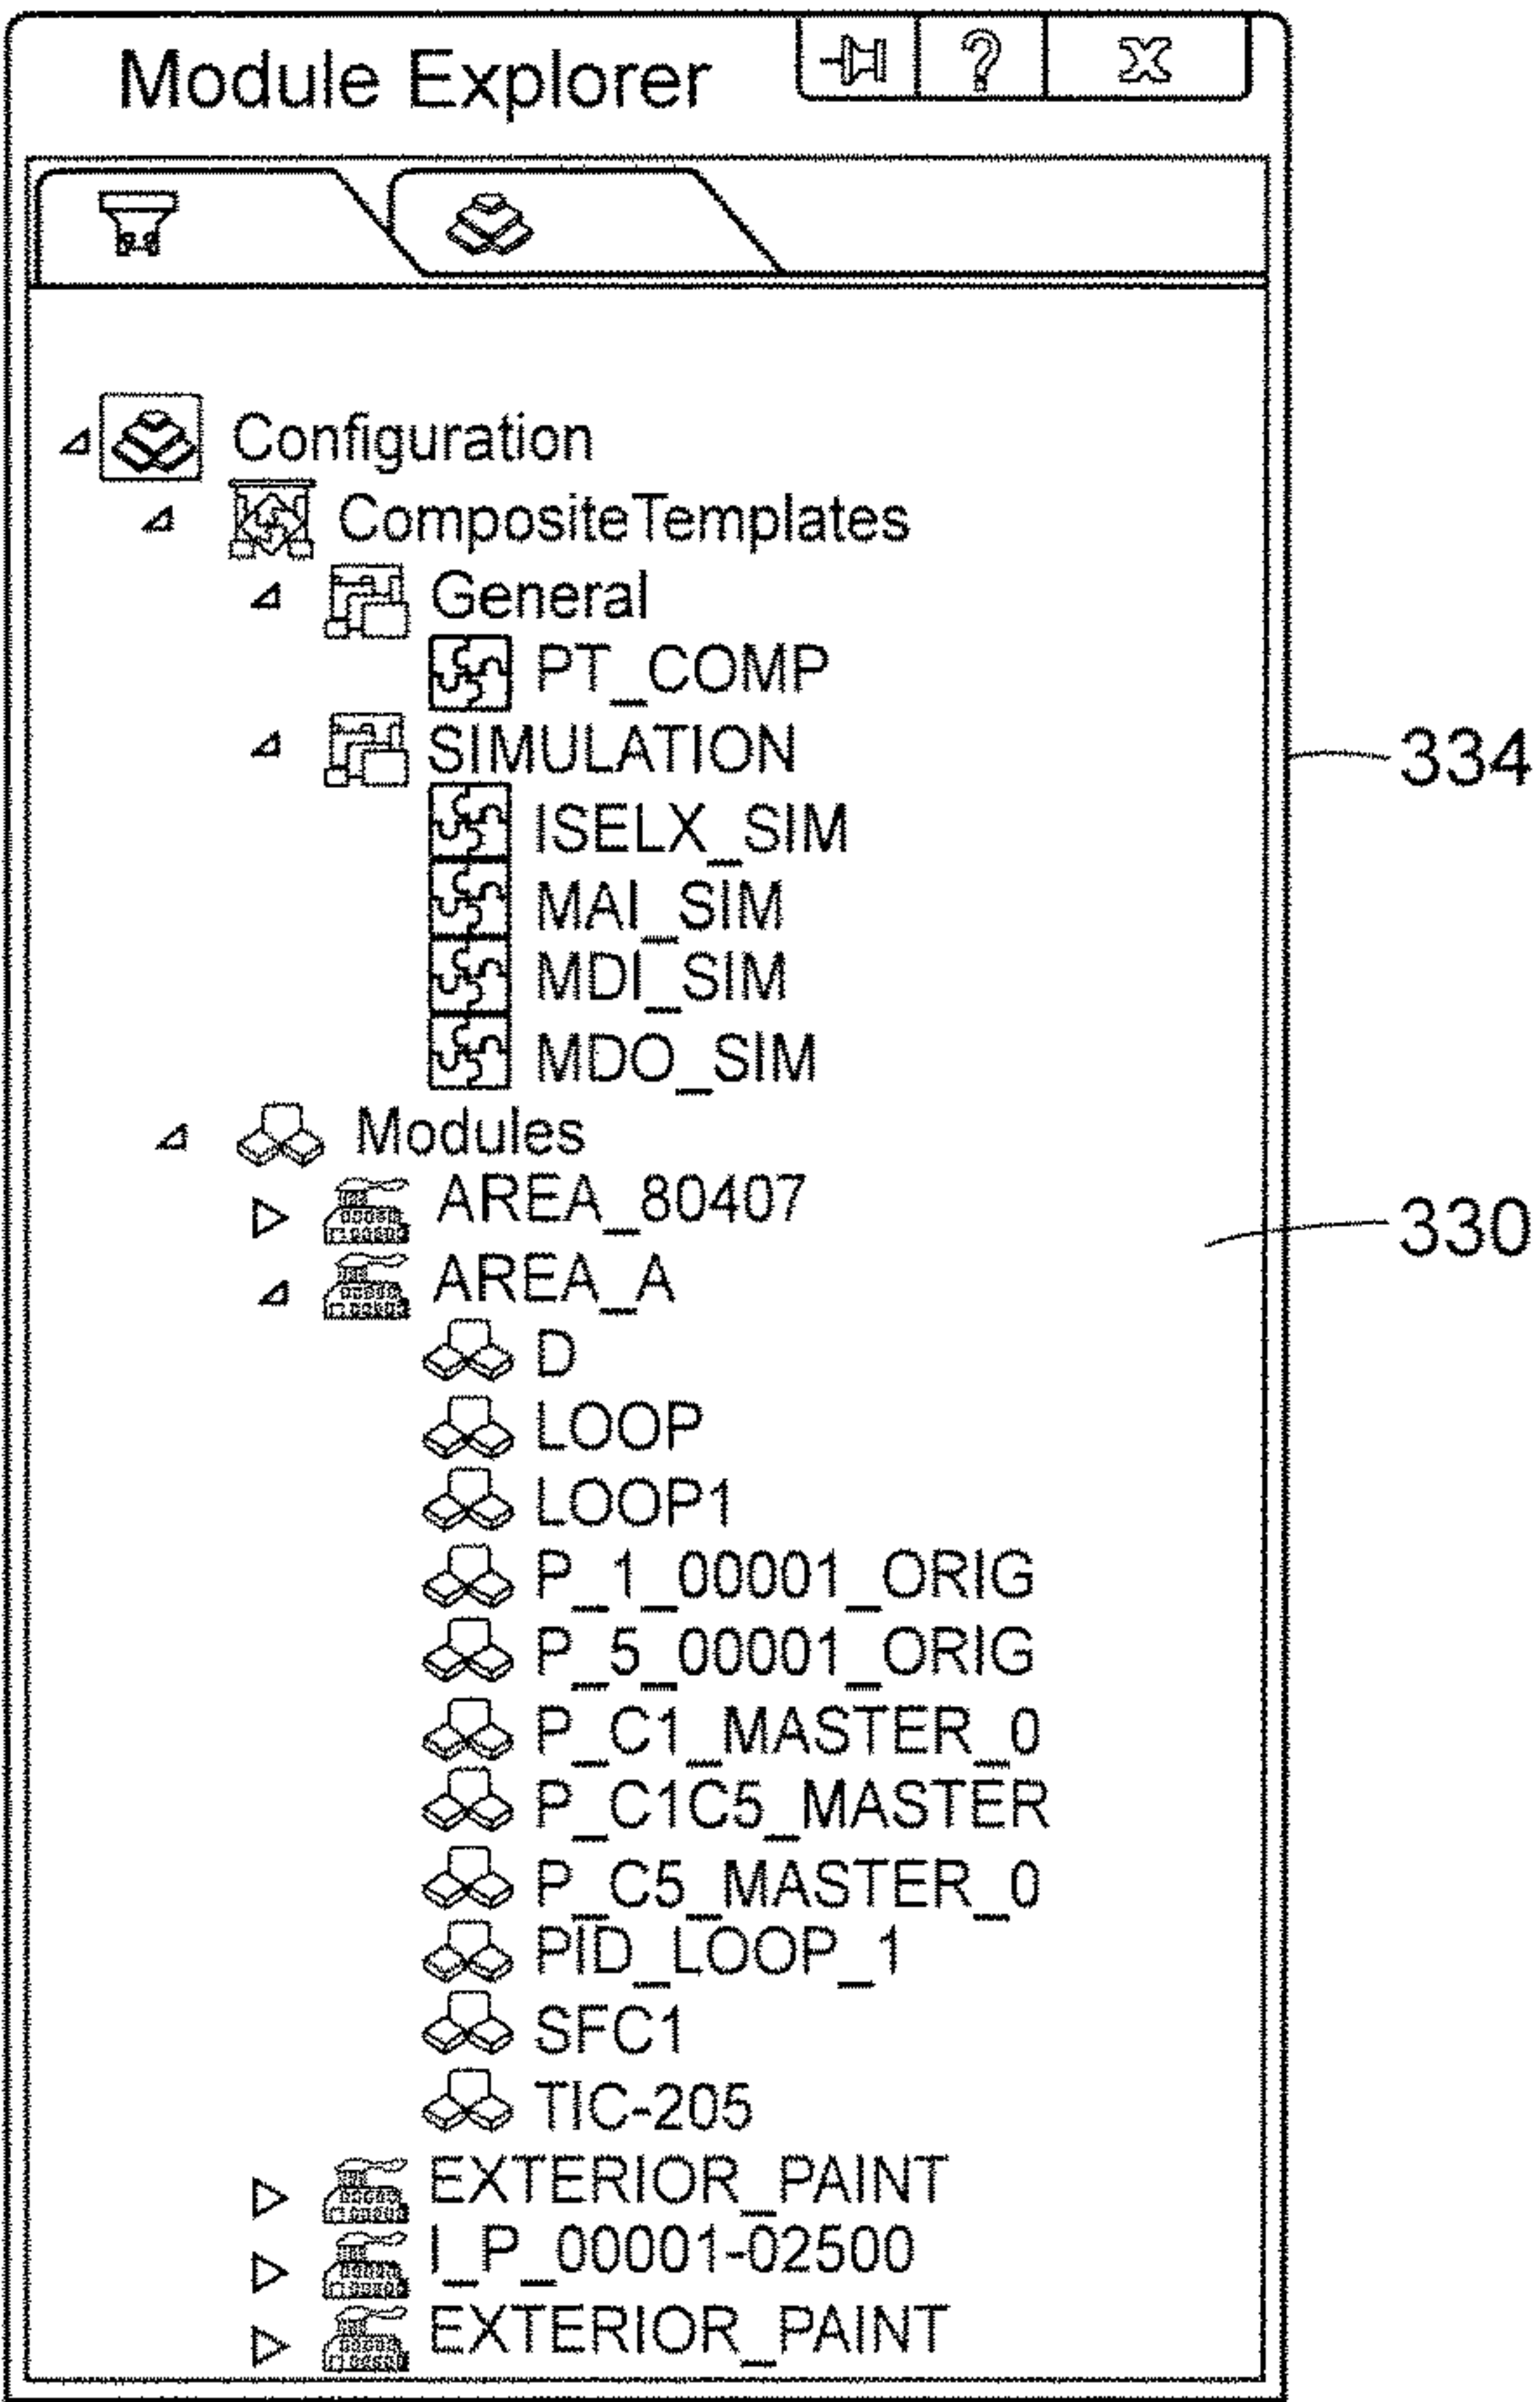 Module Explorer ? X
Configuration
CompositeTemplates
General
PT_COMP
SIMULATION
334
ISELX_SIM
MAI_SIM
MDI_SIM
MDO_SIM
Modules
AREA_80407
330
AREA_A
D
LOOP
LOOP1
P_1_00001_ORIG
P_5_00001_ORIG
P_C1_MASTER_0
P_C1C5_MASTER
P_C5_MASTER_0
PID_LOOP_1
SFC1
TIC-205
EXTERIOR_PAINT
I_P_00001-02500
EXTERIOR_PAINT